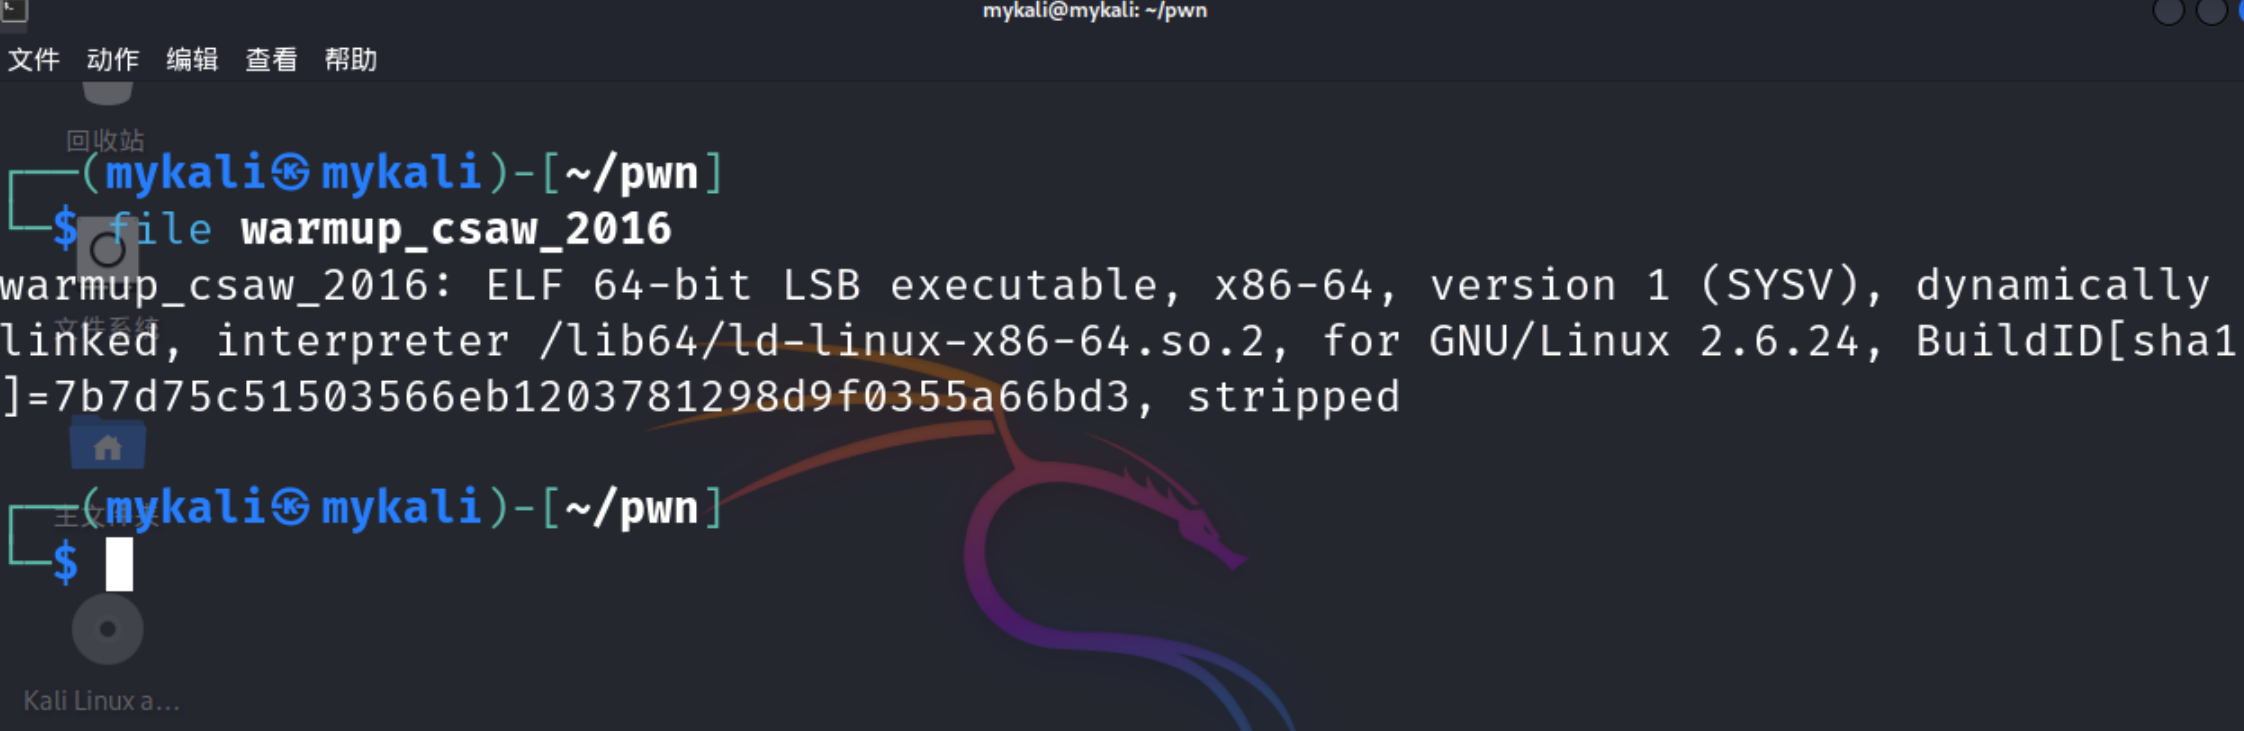 mykali@mykali: ~/pwn
文件 动作 编辑 查看 帮助
回收站
┌──(mykali㉿mykali)-[~/pwn]
└─$ file warmup_csaw_2016
warmup_csaw_2016: ELF 64-bit LSB executable, x86-64, version 1 (SYSV), dynamically
文件系统
linked, interpreter /lib64/ld-linux-x86-64.so.2, for GNU/Linux 2.6.24, BuildID[sha1
]=7b7d75c51503566eb1203781298d9f0355a66bd3, stripped
┌──(mykali㉿mykali)-[~/pwn]
主文件夹
└─$
Kali Linux a...